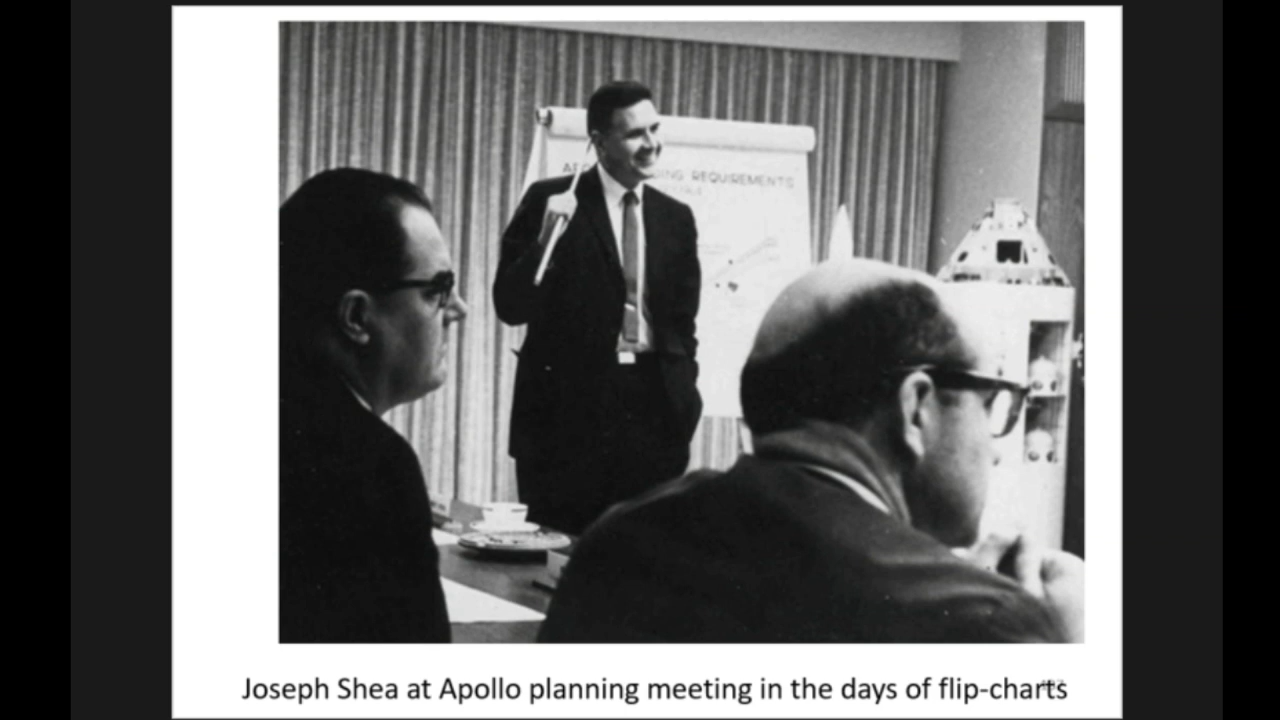 REQUIREMENTS
Joseph Shea at Apollo planning meeting in the days of flip-charts